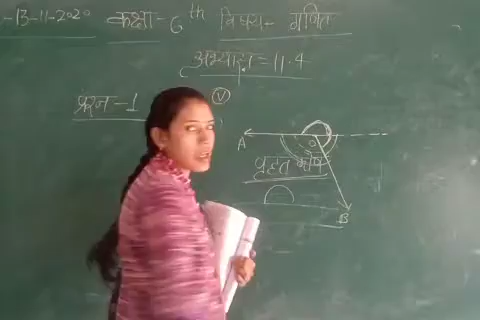 -13-11-2020 कक्षा- 6th विषय- गणित
अभ्यास = 11.4
प्रश्न-1 (v)
A O
वृहत कोण
B